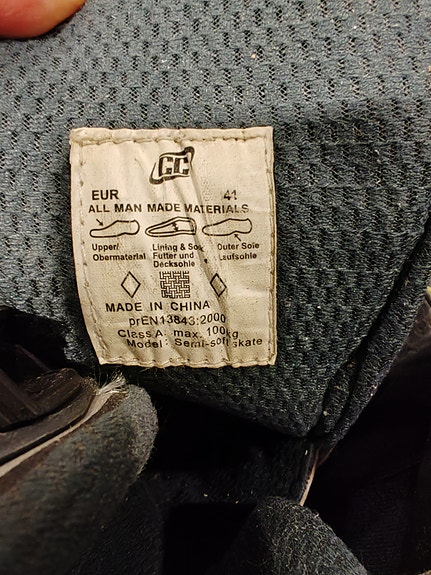 CC
EUR 41
ALL MAN MADE MATERIALS
Upper/ Lining & Sock Outer Sole
Obermaterial Futter und Laufsohle
Decksohle
MADE IN CHINA
prEN13843:2000
Class A: max. 100kg
Model: Semi-soft skate